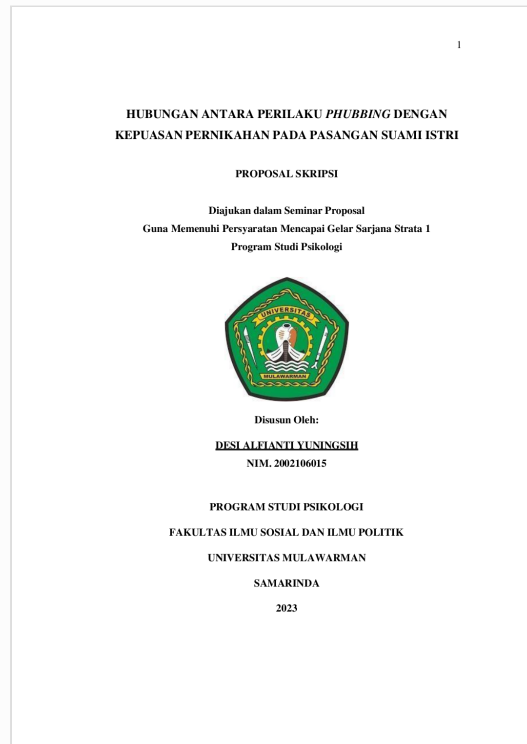 1
HUBUNGAN ANTARA PERILAKU PHUBBING DENGAN
KEPUASAN PERNIKAHAN PADA PASANGAN SUAMI ISTRI
PROPOSAL SKRIPSI
Diajukan dalam Seminar Proposal
Guna Memenuhi Persyaratan Mencapai Gelar Sarjana Strata 1
Program Studi Psikologi
UNIVERSITAS
MULAWARMAN
Disusun Oleh:
DESI ALFIANTI YUNINGSIH
NIM. 2002106015
PROGRAM STUDI PSIKOLOGI
FAKULTAS ILMU SOSIAL DAN ILMU POLITIK
UNIVERSITAS MULAWARMAN
SAMARINDA
2023